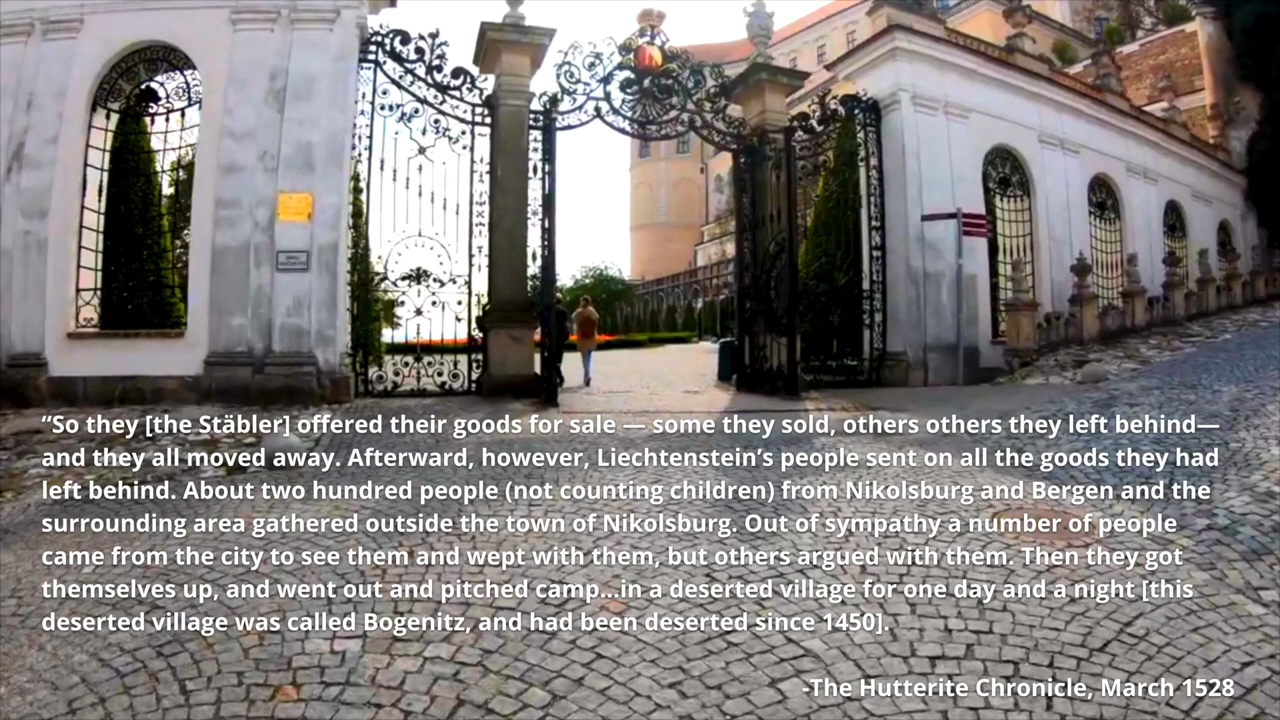 “So they [the Stäbler] offered their goods for sale — some they sold, others others they left behind—
and they all moved away. Afterward, however, Liechtenstein’s people sent on all the goods they had
left behind. About two hundred people (not counting children) from Nikolsburg and Bergen and the
surrounding area gathered outside the town of Nikolsburg. Out of sympathy a number of people
came from the city to see them and wept with them, but others argued with them. Then they got
themselves up, and went out and pitched camp...in a deserted village for one day and a night [this
deserted village was called Bogenitz, and had been deserted since 1450].
-The Hutterite Chronicle, March 1528